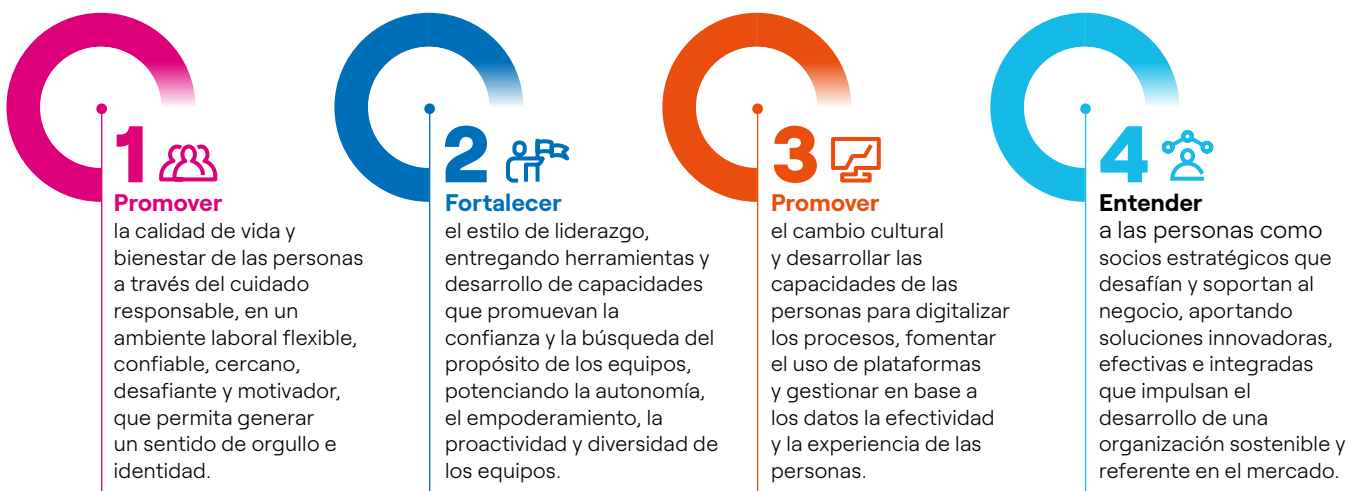 1
Promover
la calidad de vida y
bienestar de las personas
a través del cuidado
responsable, en un
ambiente laboral flexible,
confiable, cercano,
desafiante y motivador,
que permita generar
un sentido de orgullo e
identidad.
2
Fortalecer
el estilo de liderazgo,
entregando herramientas y
desarrollo de capacidades
que promuevan la
confianza y la búsqueda del
propósito de los equipos,
potenciando la autonomía,
el empoderamiento, la
proactividad y diversidad de
los equipos.
3
Promover
el cambio cultural
y desarrollar las
capacidades de las
personas para digitalizar
los procesos, fomentar
el uso de plataformas
y gestionar en base a
los datos la efectividad
y la experiencia de las
personas.
4
Entender
a las personas como
socios estratégicos que
desafían y soportan al
negocio, aportando
soluciones innovadoras,
efectivas e integradas
que impulsan el
desarrollo de una
organización sostenible y
referente en el mercado.